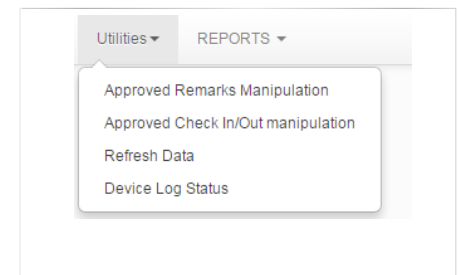 Utilities REPORTS
Approved Remarks Manipulation
Approved Check In/Out manipulation
Refresh Data
Device Log Status